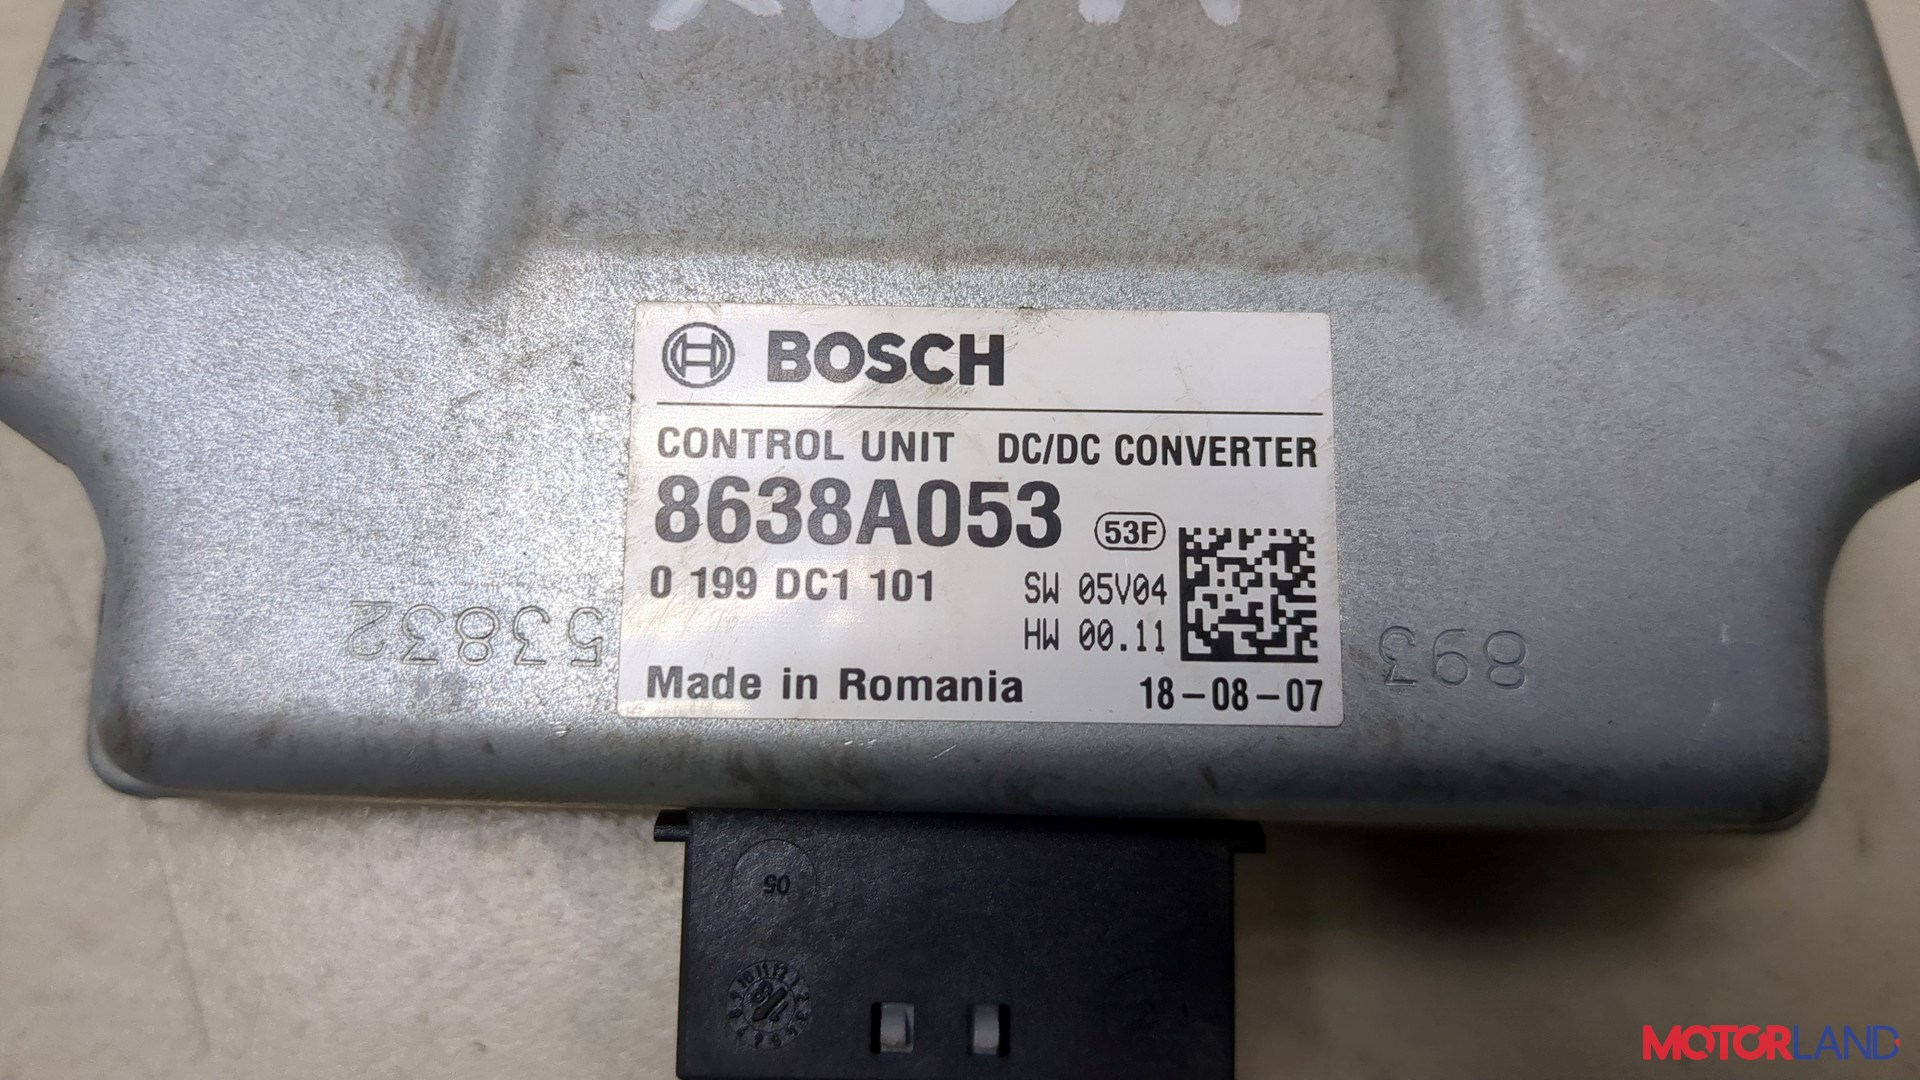 BOSCH
CONTROL UNIT DC/DC CONVERTER
8638A053 53F
0 199 DC1 101 SW 05V04
HW 00.11
Made in Romania 18-08-07
53832
893
05
MOTORLAND